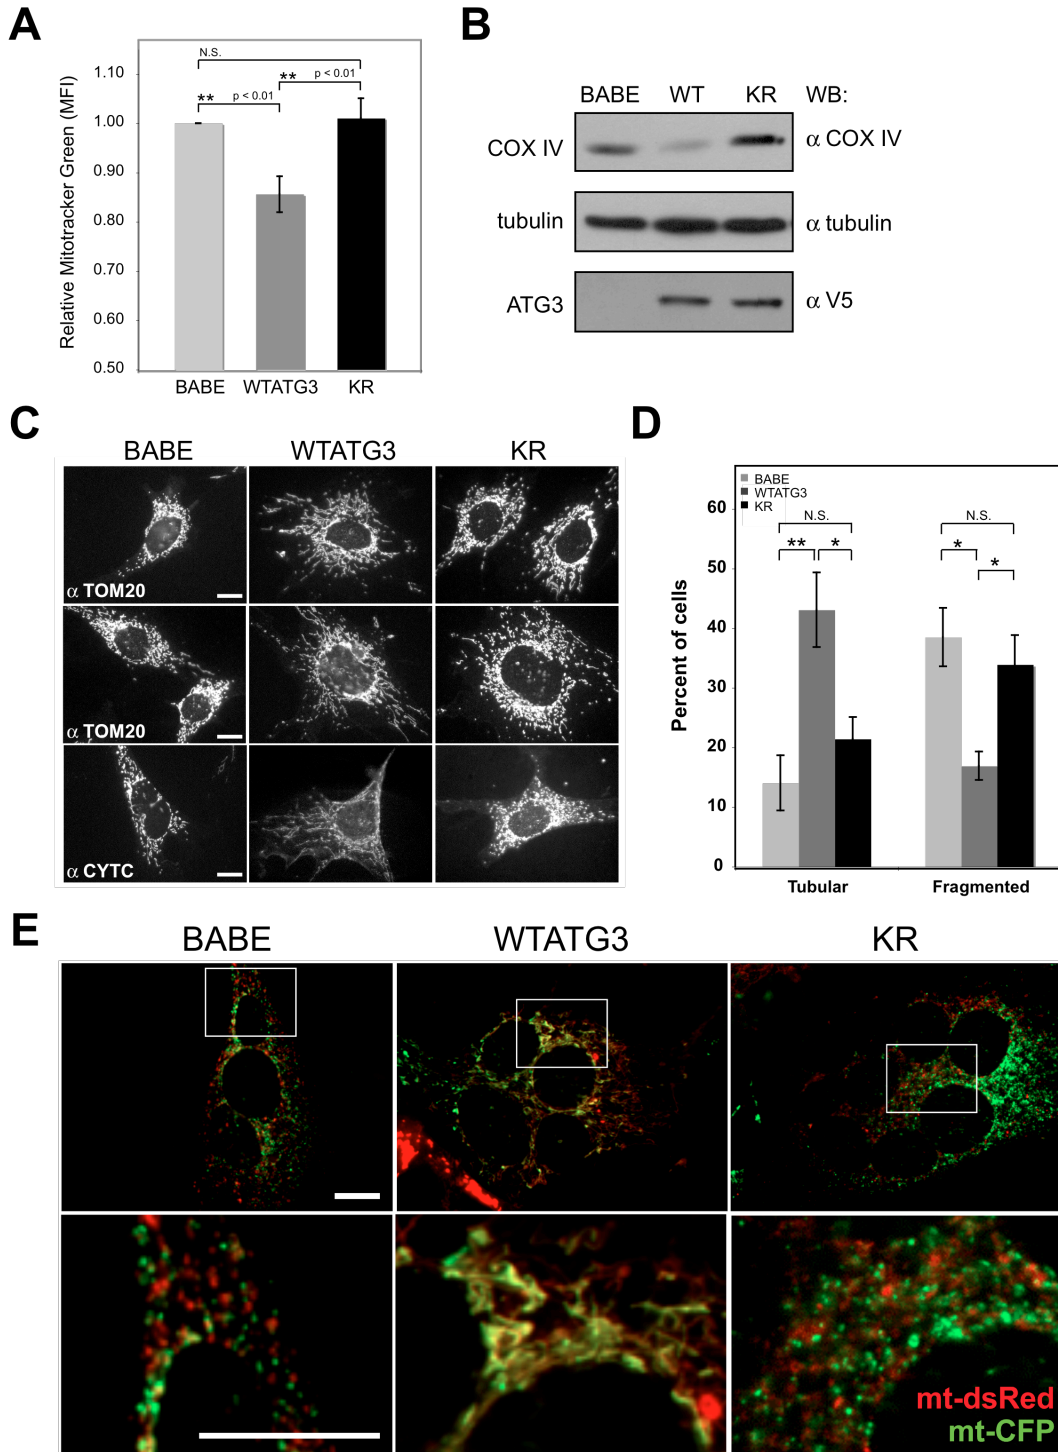 A
Relative Mitotracker Green (MFI)
1.10
1.00
0.90
0.80
0.70
0.60
0.50
N.S.
** p < 0.01
** p < 0.01
BABE WTATG3 KR
B
BABE WT KR WB:
COX IV α COX IV
tubulin α tubulin
ATG3 α V5
C
BABE WTATG3 KR
α TOM20
α TOM20
α CYTC
D
Percent of cells
60
50
40
30
20
10
0
BABE
WTATG3
KR
N.S. N.S.
** * * *
Tubular Fragmented
E
BABE WTATG3 KR
mt-dsRed
mt-CFP